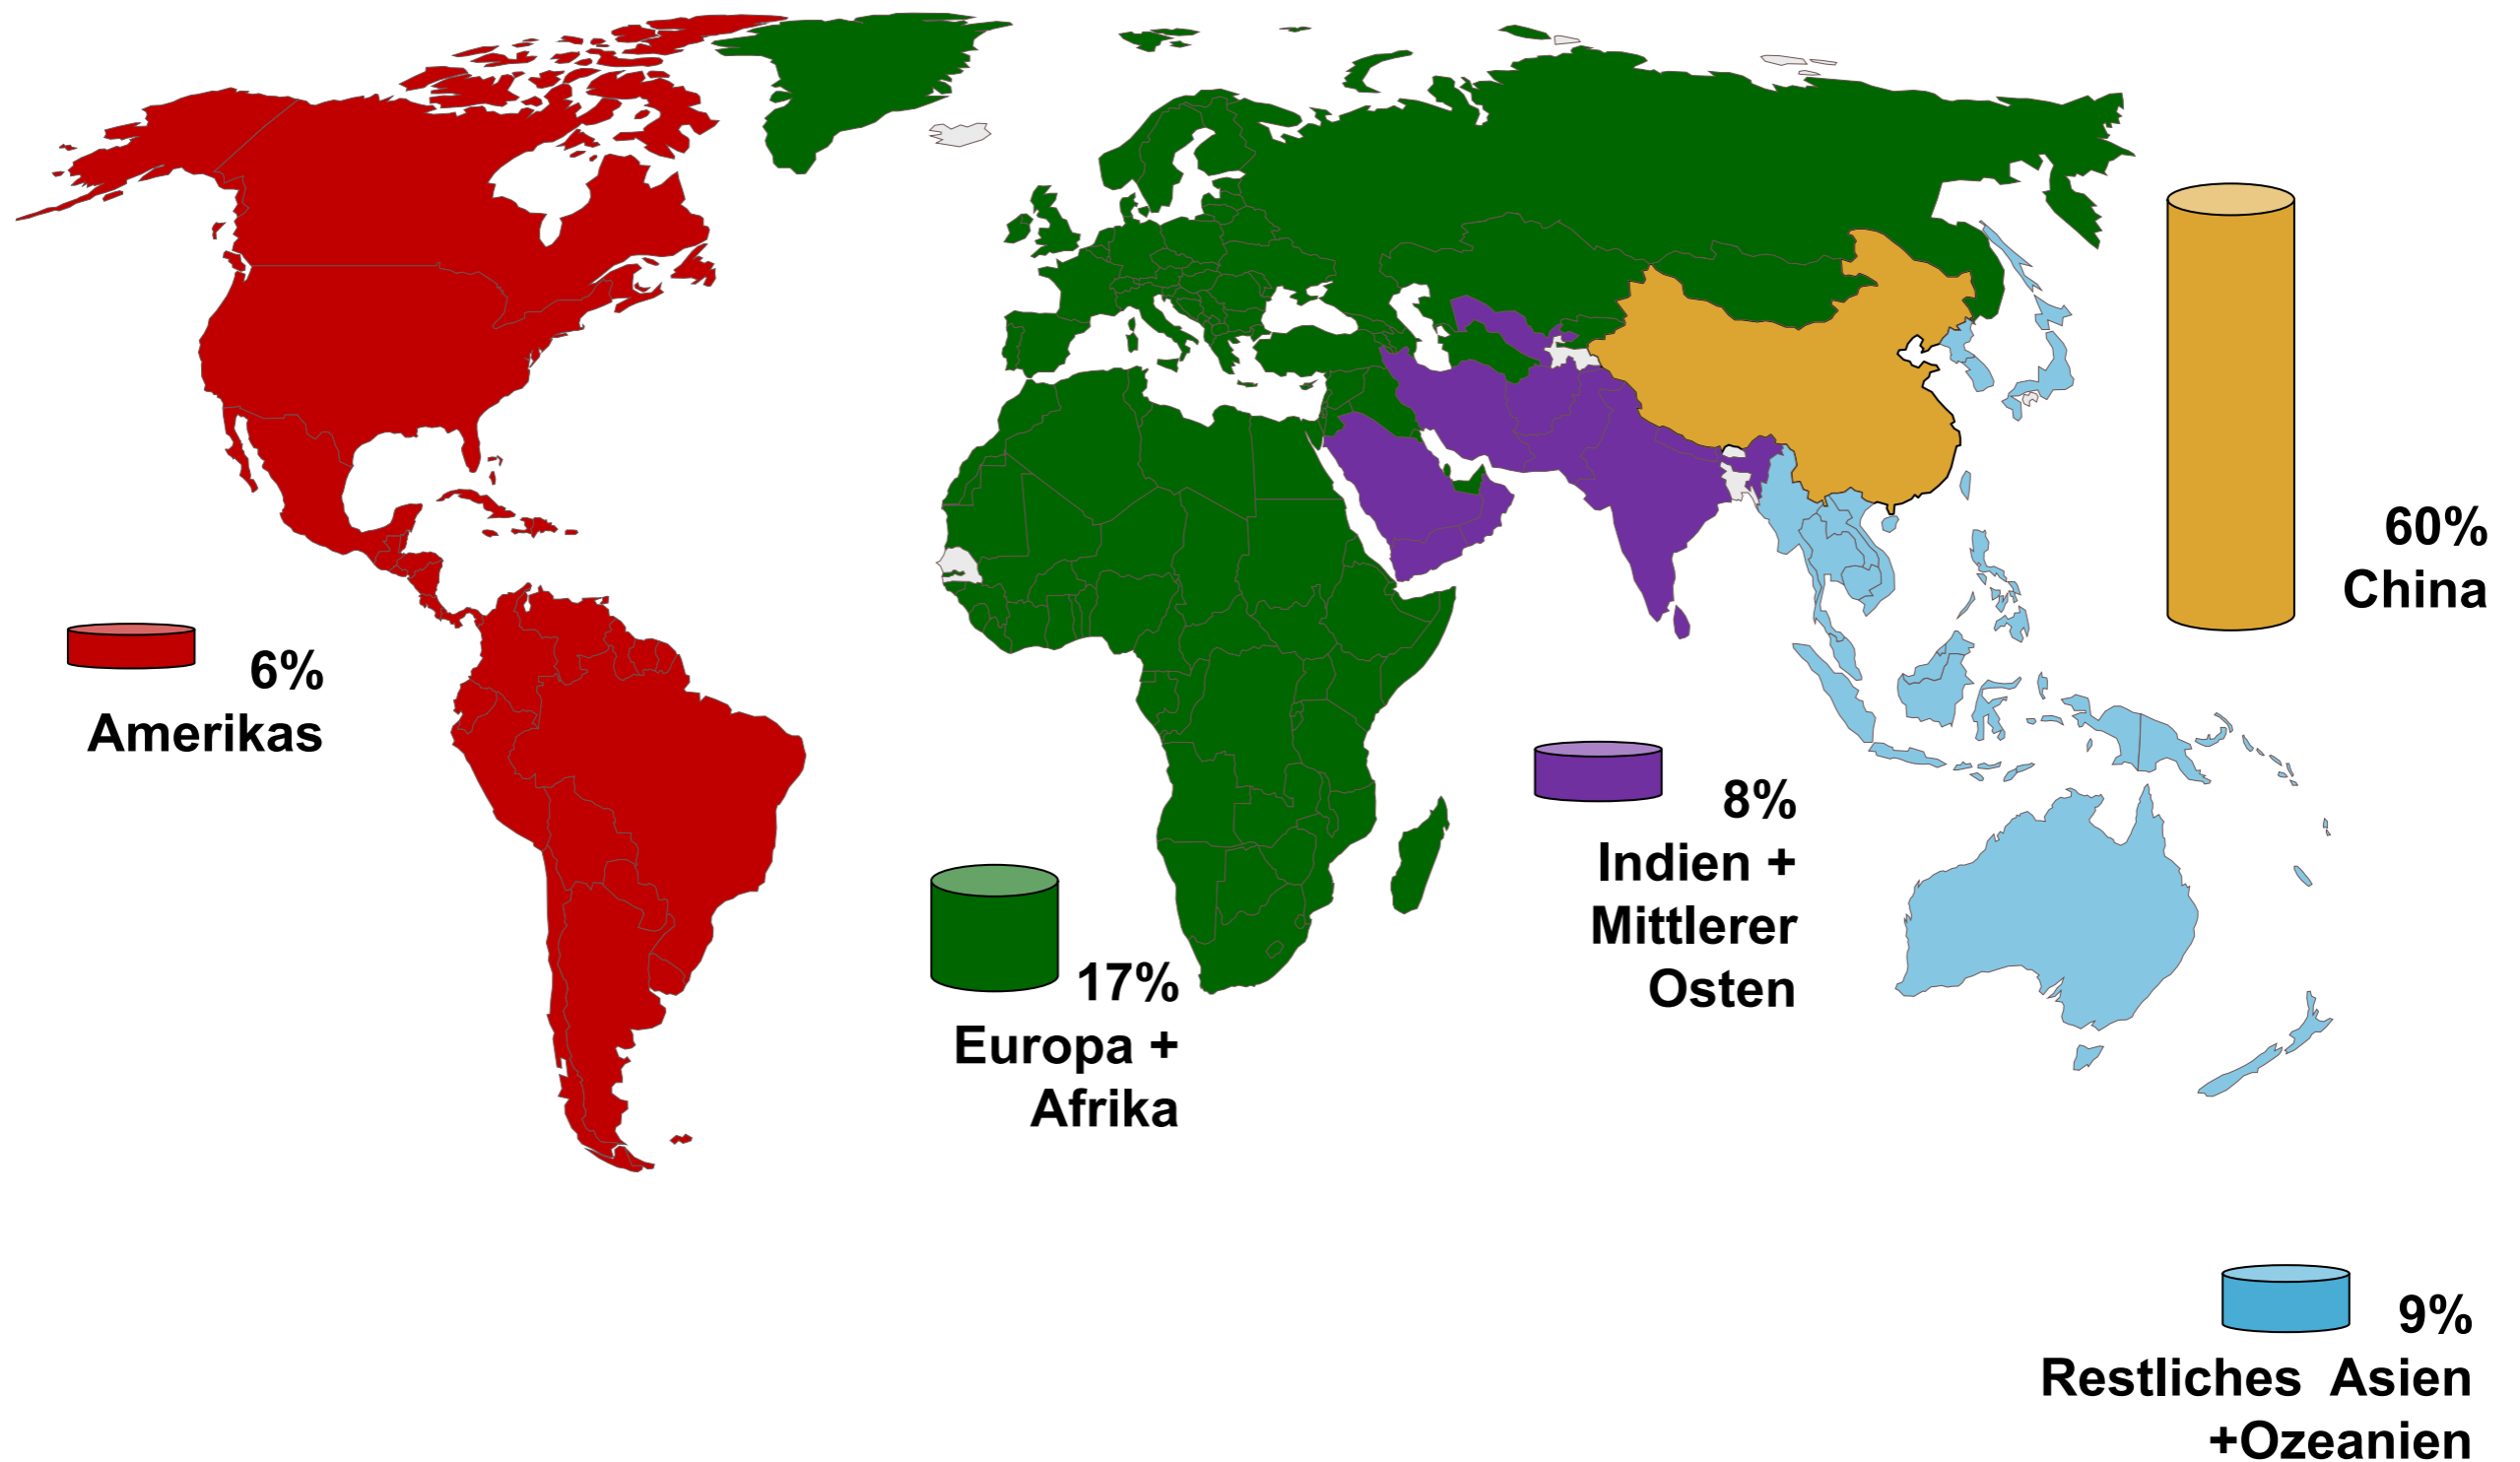 60%
China
6%
Amerikas
8%
Indien +
Mittlerer
Osten
17%
Europa +
Afrika
9%
Restliches  Asien
+Ozeanien